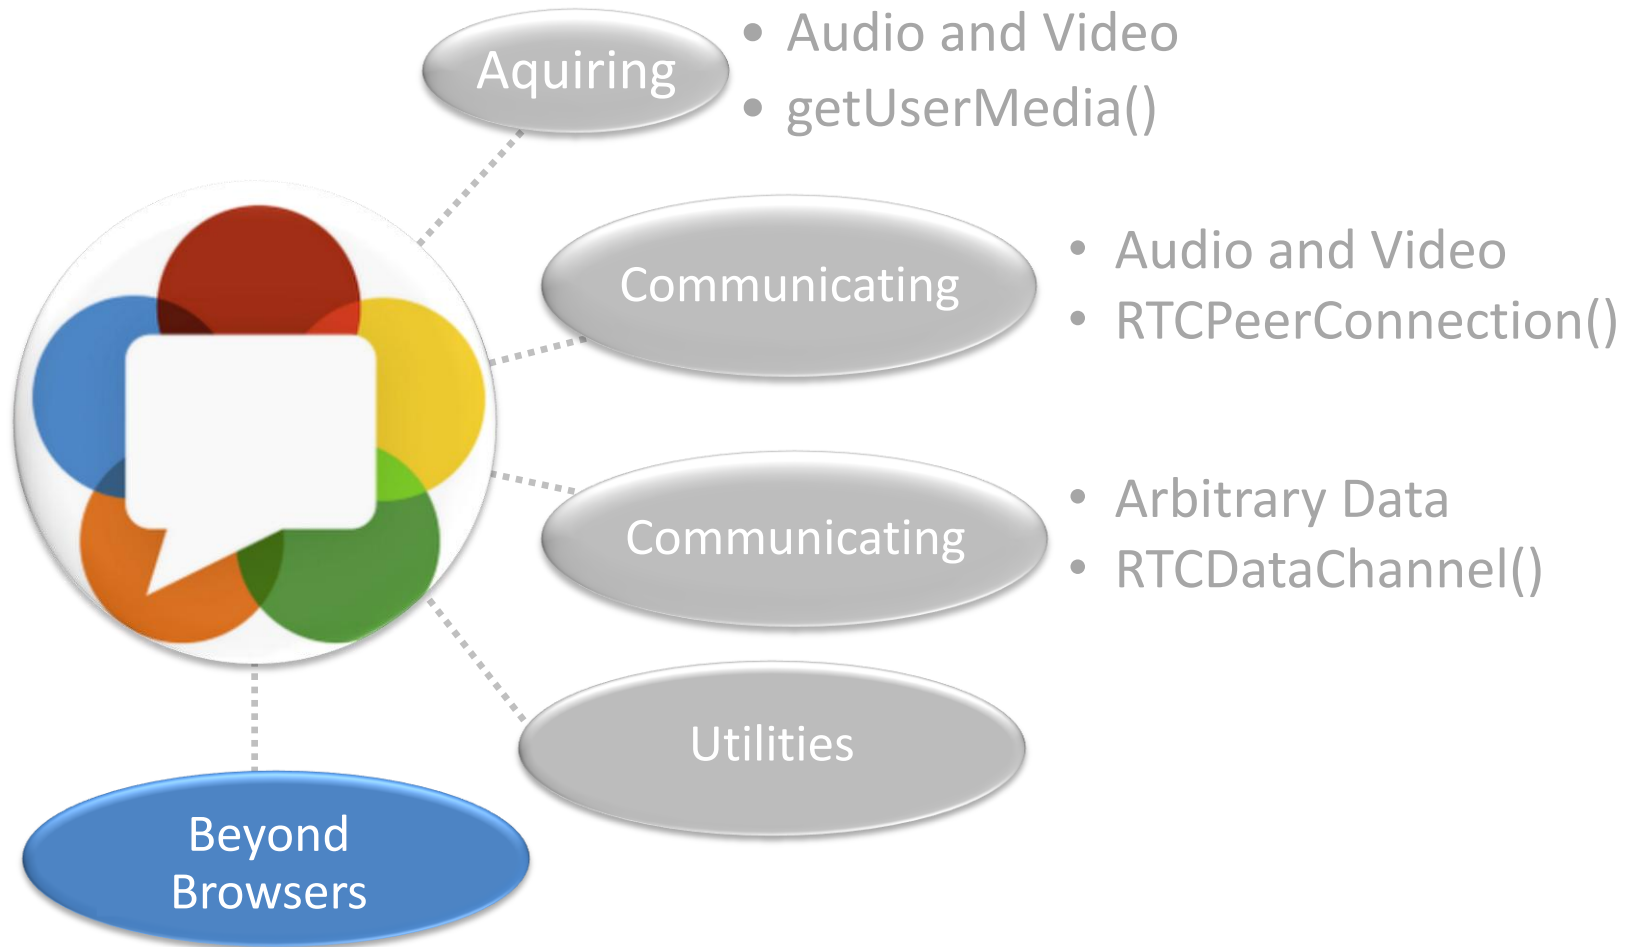 Aquiring
• Audio and Video
• getUserMedia()
Communicating
• Audio and Video
• RTCPeerConnection()
Communicating
• Arbitrary Data
• RTCDataChannel()
Utilities
Beyond
Browsers